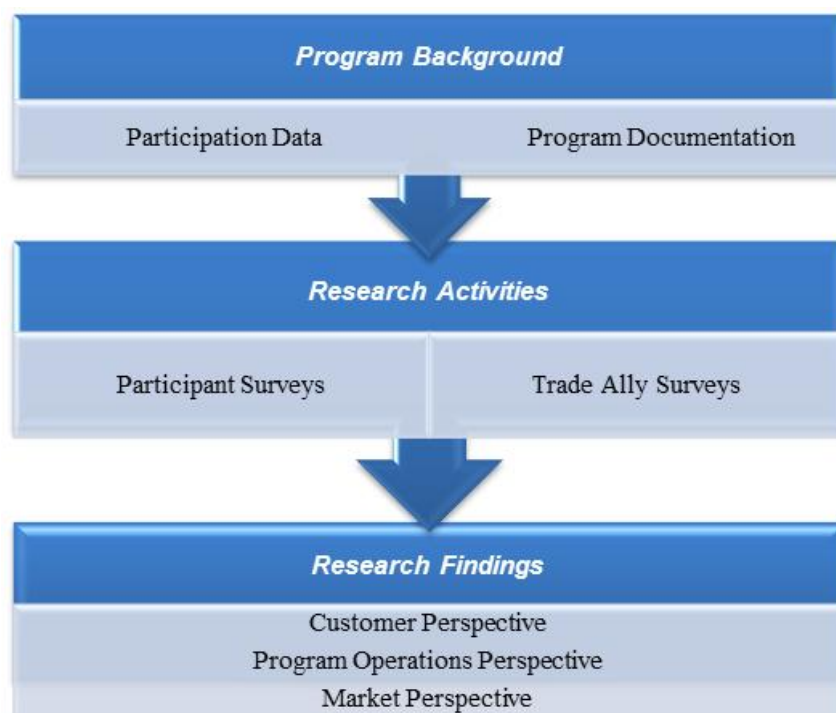 Program Background
Participation Data
Program Documentation
Research Activities
Participant Surveys
Trade Ally Surveys
Research Findings
Customer Perspective
Program Operations Perspective
Market Perspective